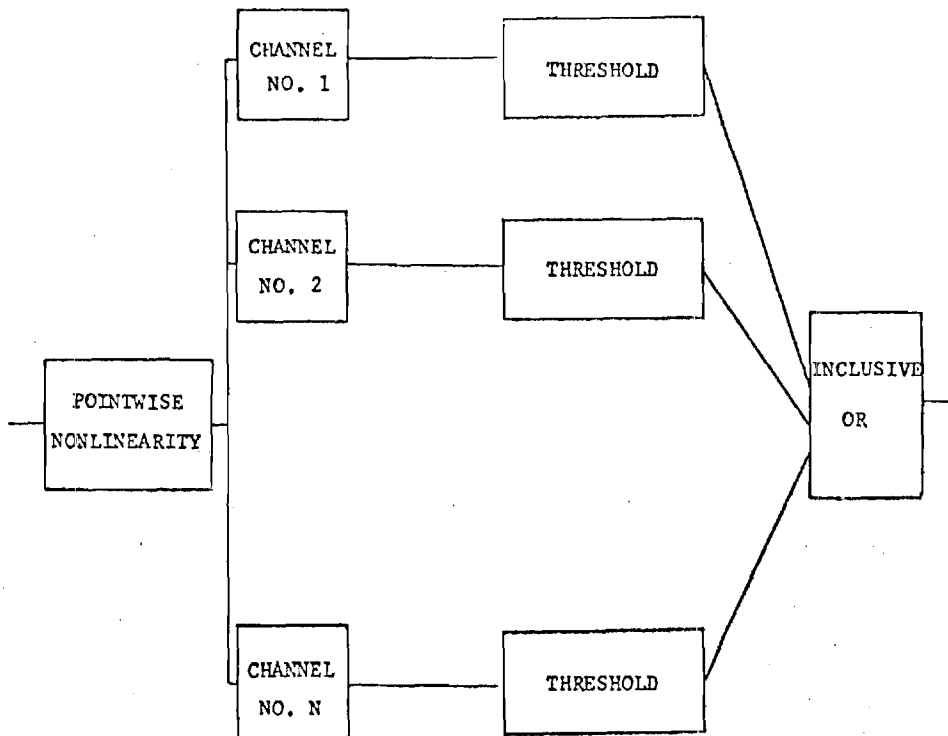 CHANNEL
NO. 1
THRESHOLD
CHANNEL
NO. 2
THRESHOLD
POINTWISE
NONLINEARITY
INCLUSIVE
OR
CHANNEL
NO. N
THRESHOLD